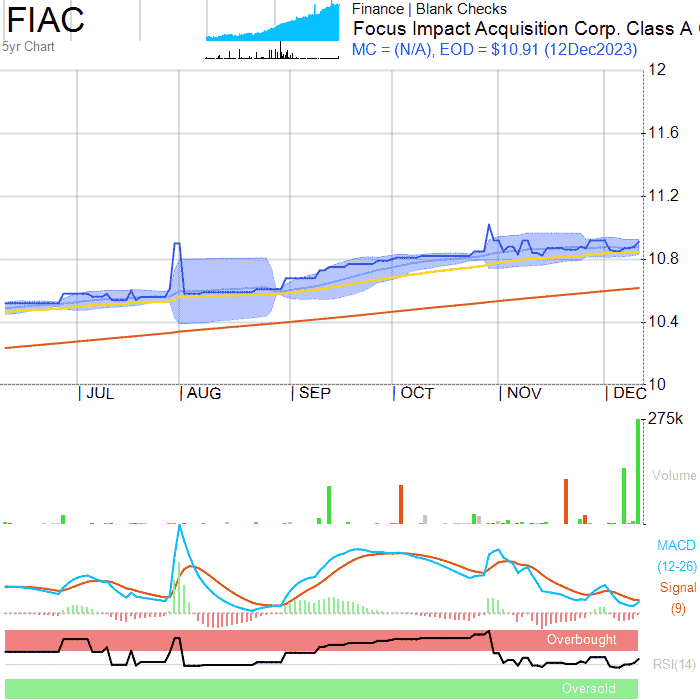 FIAC
5yr Chart
Finance | Blank Checks
Focus Impact Acquisition Corp. Class A
MC = (N/A), EOD = $10.91 (12Dec2023)
12
11.6
11.2
10.8
10.4
10
JUL
AUG
SEP
OCT
NOV
DEC
275k
Volume
MACD
(12-26)
Signal
(9)
Overbought
RSI(14)
Oversold